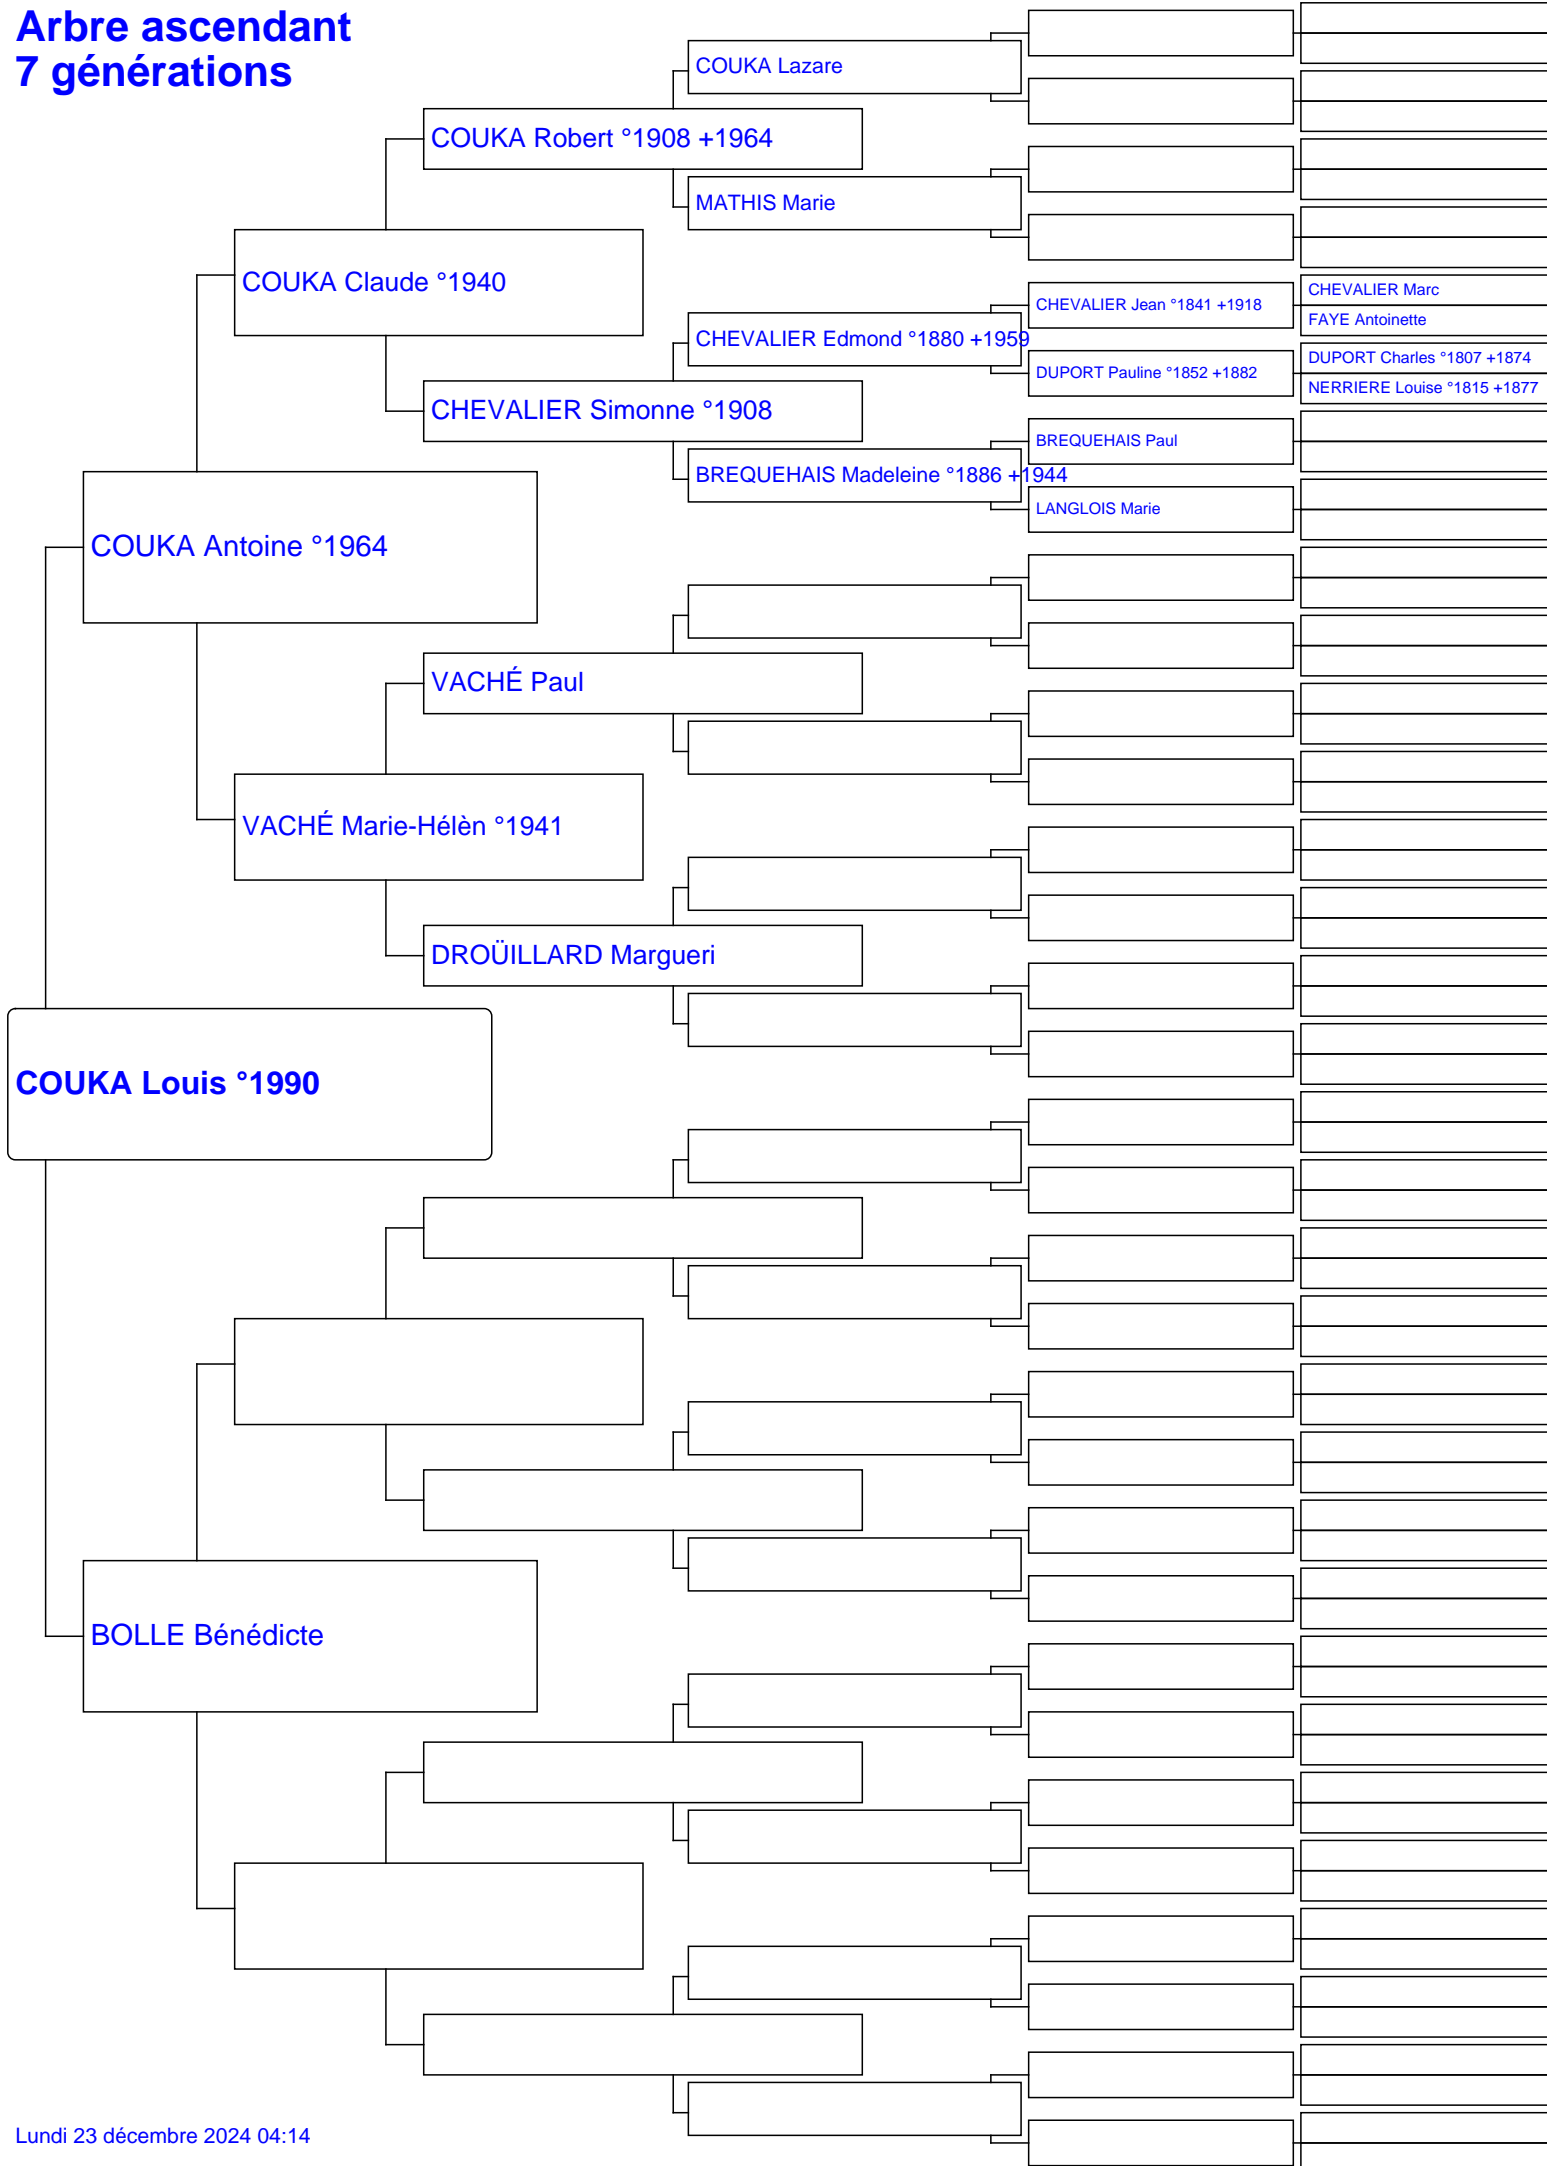 Arbre ascendant
7 générations
COUKA Lazare
COUKA Robert °1908 +1964
MATHIS Marie
COUKA Claude °1940
CHEVALIER Marc
CHEVALIER Jean °1841 +1918
FAYE Antoinette
CHEVALIER Edmond °1880 +1959
DUPORT Charles °1807 +1874
DUPORT Pauline °1852 +1882
NERRIERE Louise °1815 +1877
CHEVALIER Simonne °1908
BREQUEHAIS Paul
BREQUEHAIS Madeleine °1886 +1944
LANGLOIS Marie
COUKA Antoine °1964
VACHÉ Paul
VACHÉ Marie-Hélèn °1941
DROÜILLARD Margueri
COUKA Louis °1990
BOLLE Bénédicte
Lundi 23 décembre 2024 04:14